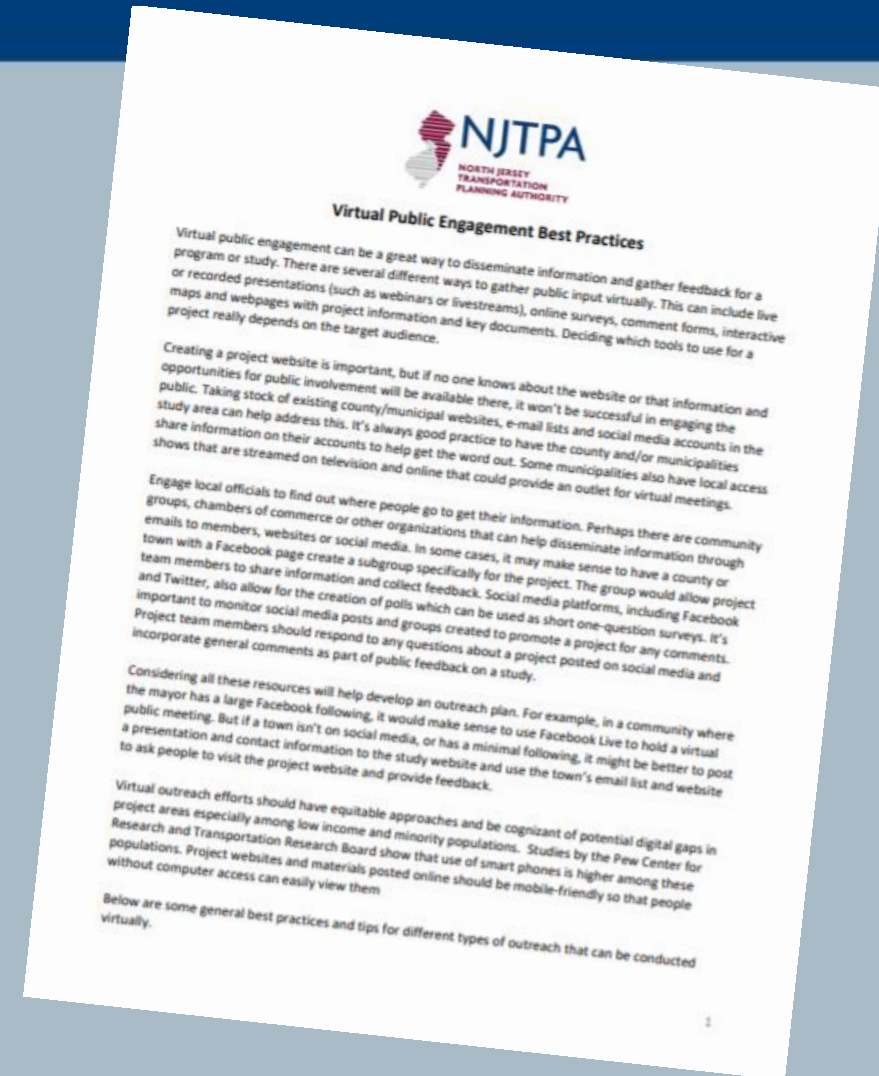 NJTPA
NORTH JERSEY
TRANSPORTATION
PLANNING AUTHORITY
Virtual Public Engagement Best Practices
Virtual public engagement can be a great way to disseminate information and gather feedback for a
program or study. There are several different ways to gather public input virtually. This can include live
or recorded presentations (such as webinars or livestreams), online surveys, comment forms, interactive
maps and webpages with project information and key documents. Deciding which tools to use for a
project really depends on the target audience.
Creating a project website is important, but if no one knows about the website or that information and
opportunities for public involvement will be available there, it won't be successful in engaging the
public. Taking stock of existing county/municipal websites, e-mail lists and social media accounts in the
study area can help address this. It's always good practice to have the county and/or municipalities
share information on their accounts to help get the word out. Some municipalities also have local access
shows that are streamed on television and online that could provide an outlet for virtual meetings.
Engage local officials to find out where people go to get their information. Perhaps there are community
groups, chambers of commerce or other organizations that can help disseminate information through
emails to members, websites or social media. In some cases, it may make sense to have a county or
town with a Facebook page create a subgroup specifically for the project. The group would allow project
team members to share information and collect feedback. Social media platforms, including Facebook
and Twitter, also allow for the creation of polls which can be used as short one-question surveys. It's
important to monitor social media posts and groups created to promote a project for any comments.
Project team members should respond to any questions about a project posted on social media and
incorporate general comments as part of public feedback on a study.
Considering all these resources will help develop an outreach plan. For example, in a community where
the mayor has a large Facebook following, it would make sense to use Facebook Live to hold a virtual
public meeting. But if a town isn't on social media, or has a minimal following, it might be better to post
a presentation and contact information to the study website and use the town's email list and website
to ask people to visit the project website and provide feedback.
Virtual outreach efforts should have equitable approaches and be cognizant of potential digital gaps in
project areas especially among low income and minority populations. Studies by the Pew Center for
Research and Transportation Research Board show that use of smart phones is higher among these
populations. Project websites and materials posted online should be mobile-friendly so that people
without computer access can easily view them
Below are some general best practices and tips for different types of outreach that can be conducted
virtually.
1